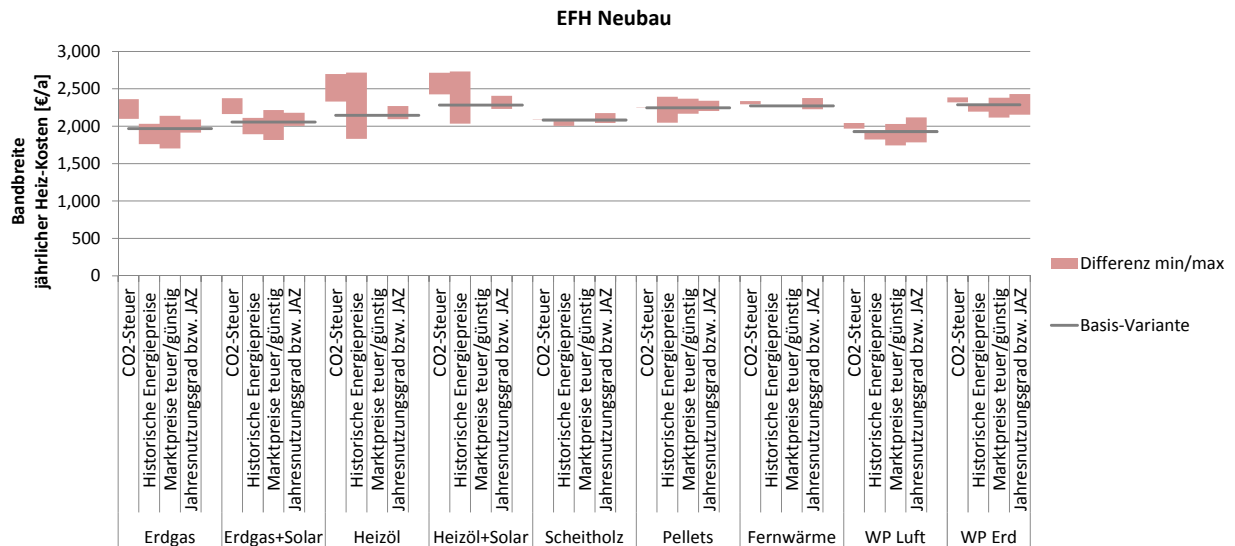 EFH Neubau
Bandbreite
jährlicher Heiz-Kosten [€/a]
3,000
2,500
2,000
1,500
1,000
500
0
CO2-Steuer
Historische Energiepreise
Marktpreise teuer/günstig
Jahresnutzungsgrad bzw. JAZ
CO2-Steuer
Historische Energiepreise
Marktpreise teuer/günstig
Jahresnutzungsgrad bzw. JAZ
CO2-Steuer
Historische Energiepreise
Marktpreise teuer/günstig
Jahresnutzungsgrad bzw. JAZ
CO2-Steuer
Historische Energiepreise
Marktpreise teuer/günstig
Jahresnutzungsgrad bzw. JAZ
CO2-Steuer
Historische Energiepreise
Marktpreise teuer/günstig
Jahresnutzungsgrad bzw. JAZ
CO2-Steuer
Historische Energiepreise
Marktpreise teuer/günstig
Jahresnutzungsgrad bzw. JAZ
CO2-Steuer
Historische Energiepreise
Marktpreise teuer/günstig
Jahresnutzungsgrad bzw. JAZ
CO2-Steuer
Historische Energiepreise
Marktpreise teuer/günstig
Jahresnutzungsgrad bzw. JAZ
CO2-Steuer
Historische Energiepreise
Marktpreise teuer/günstig
Jahresnutzungsgrad bzw. JAZ
Erdgas
Erdgas+Solar
Heizöl
Heizöl+Solar
Scheitholz
Pellets
Fernwärme
WP Luft
WP Erd
Differenz min/max
Basis-Variante